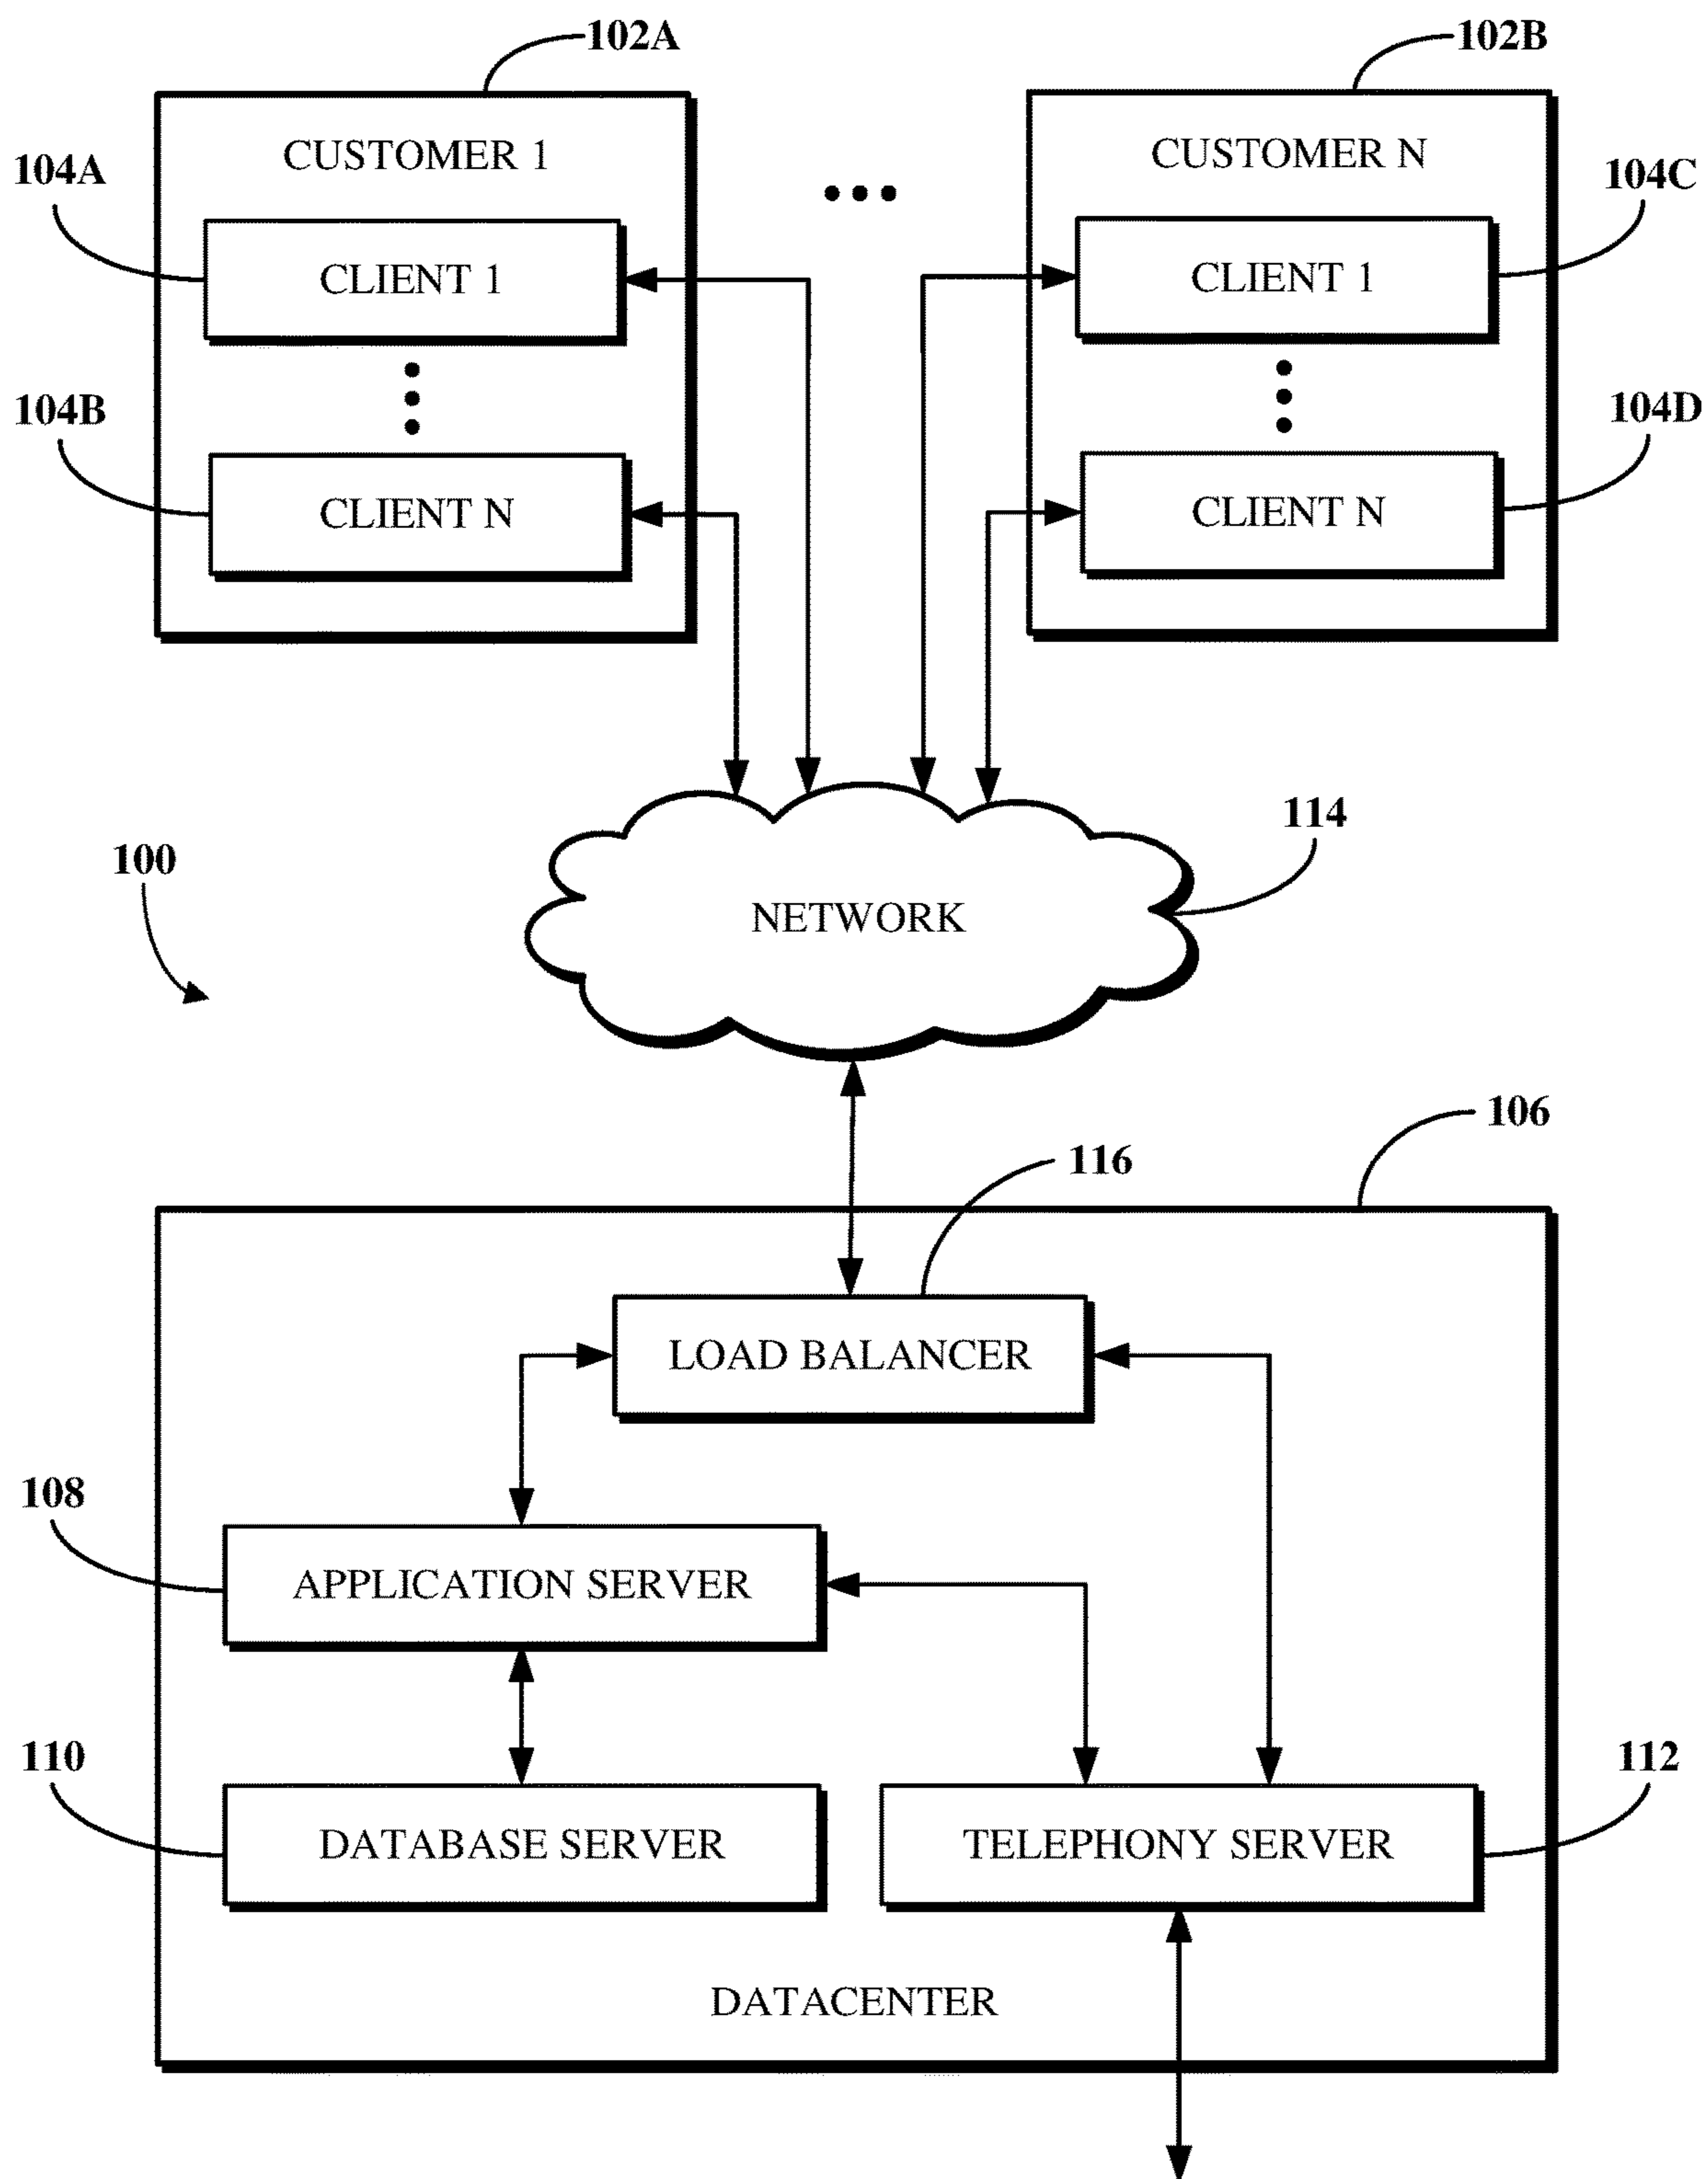 102A
102B
CUSTOMER 1
CUSTOMER N
104A
104C
CLIENT 1
CLIENT 1
104B
104D
CLIENT N
CLIENT N
114
100
NETWORK
106
116
LOAD BALANCER
108
APPLICATION SERVER
110
112
DATABASE SERVER
TELEPHONY SERVER
DATACENTER